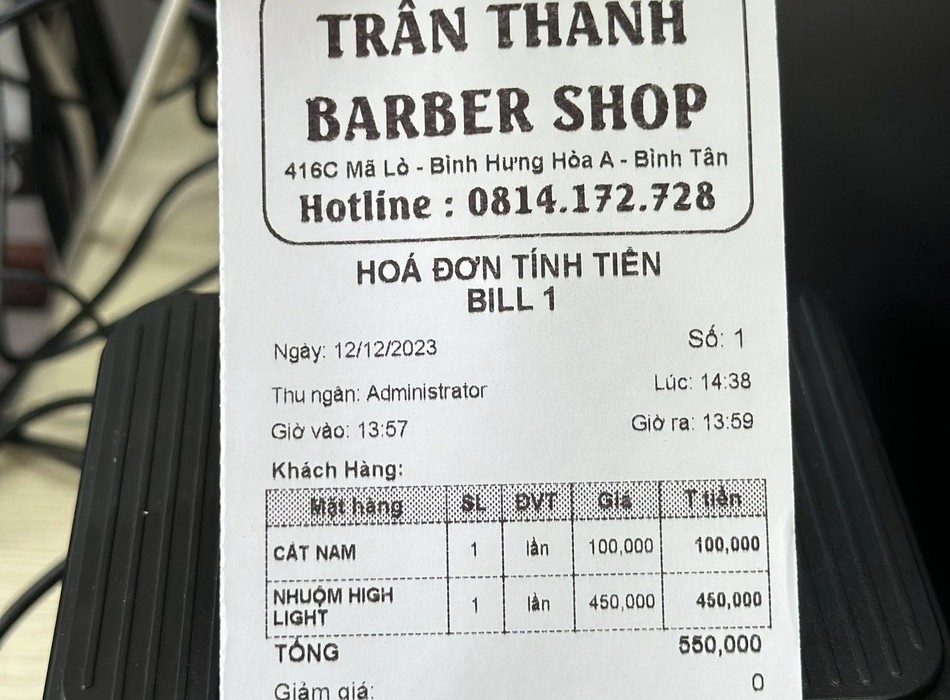 TRẦN THANH
BARBER SHOP
416C Mã Lò - Bình Hưng Hòa A - Bình Tân
Hotline : 0814.172.728
HOÁ ĐƠN TÍNH TIỀN
BILL 1
Ngày: 12/12/2023 Số: 1
Thu ngân: Administrator Lúc: 14:38
Giờ vào: 13:57 Giờ ra: 13:59
Khách Hàng:
Mặt hàng SL ĐVT Giá T tiền
CẮT NAM 1 lần 100,000 100,000
NHUỘM HIGH LIGHT 1 lần 450,000 450,000
TỔNG 550,000
Giảm giá: 0